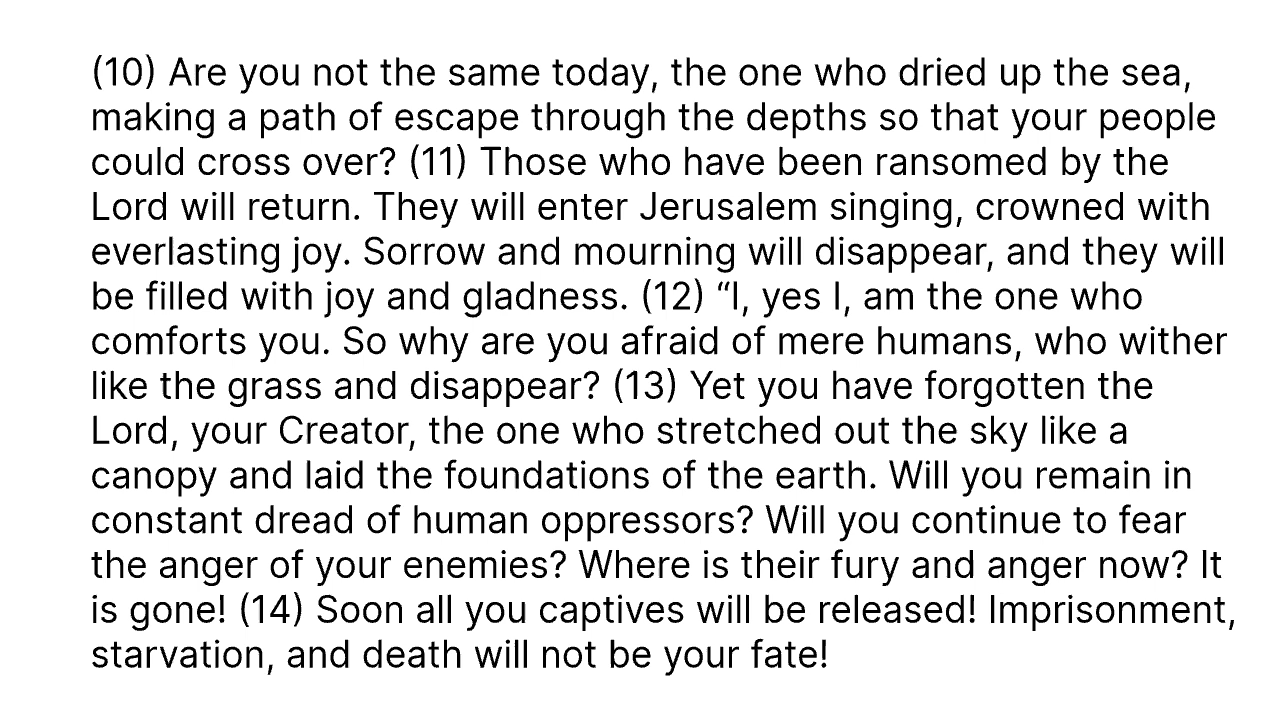 (10) Are you not the same today, the one who dried up the sea,
making a path of escape through the depths so that your people
could cross over? (11) Those who have been ransomed by the
Lord will return. They will enter Jerusalem singing, crowned with
everlasting joy. Sorrow and mourning will disappear, and they will
be filled with joy and gladness. (12) “I, yes I, am the one who
comforts you. So why are you afraid of mere humans, who wither
like the grass and disappear? (13) Yet you have forgotten the
Lord, your Creator, the one who stretched out the sky like a
canopy and laid the foundations of the earth. Will you remain in
constant dread of human oppressors? Will you continue to fear
the anger of your enemies? Where is their fury and anger now? It
is gone! (14) Soon all you captives will be released! Imprisonment,
starvation, and death will not be your fate!